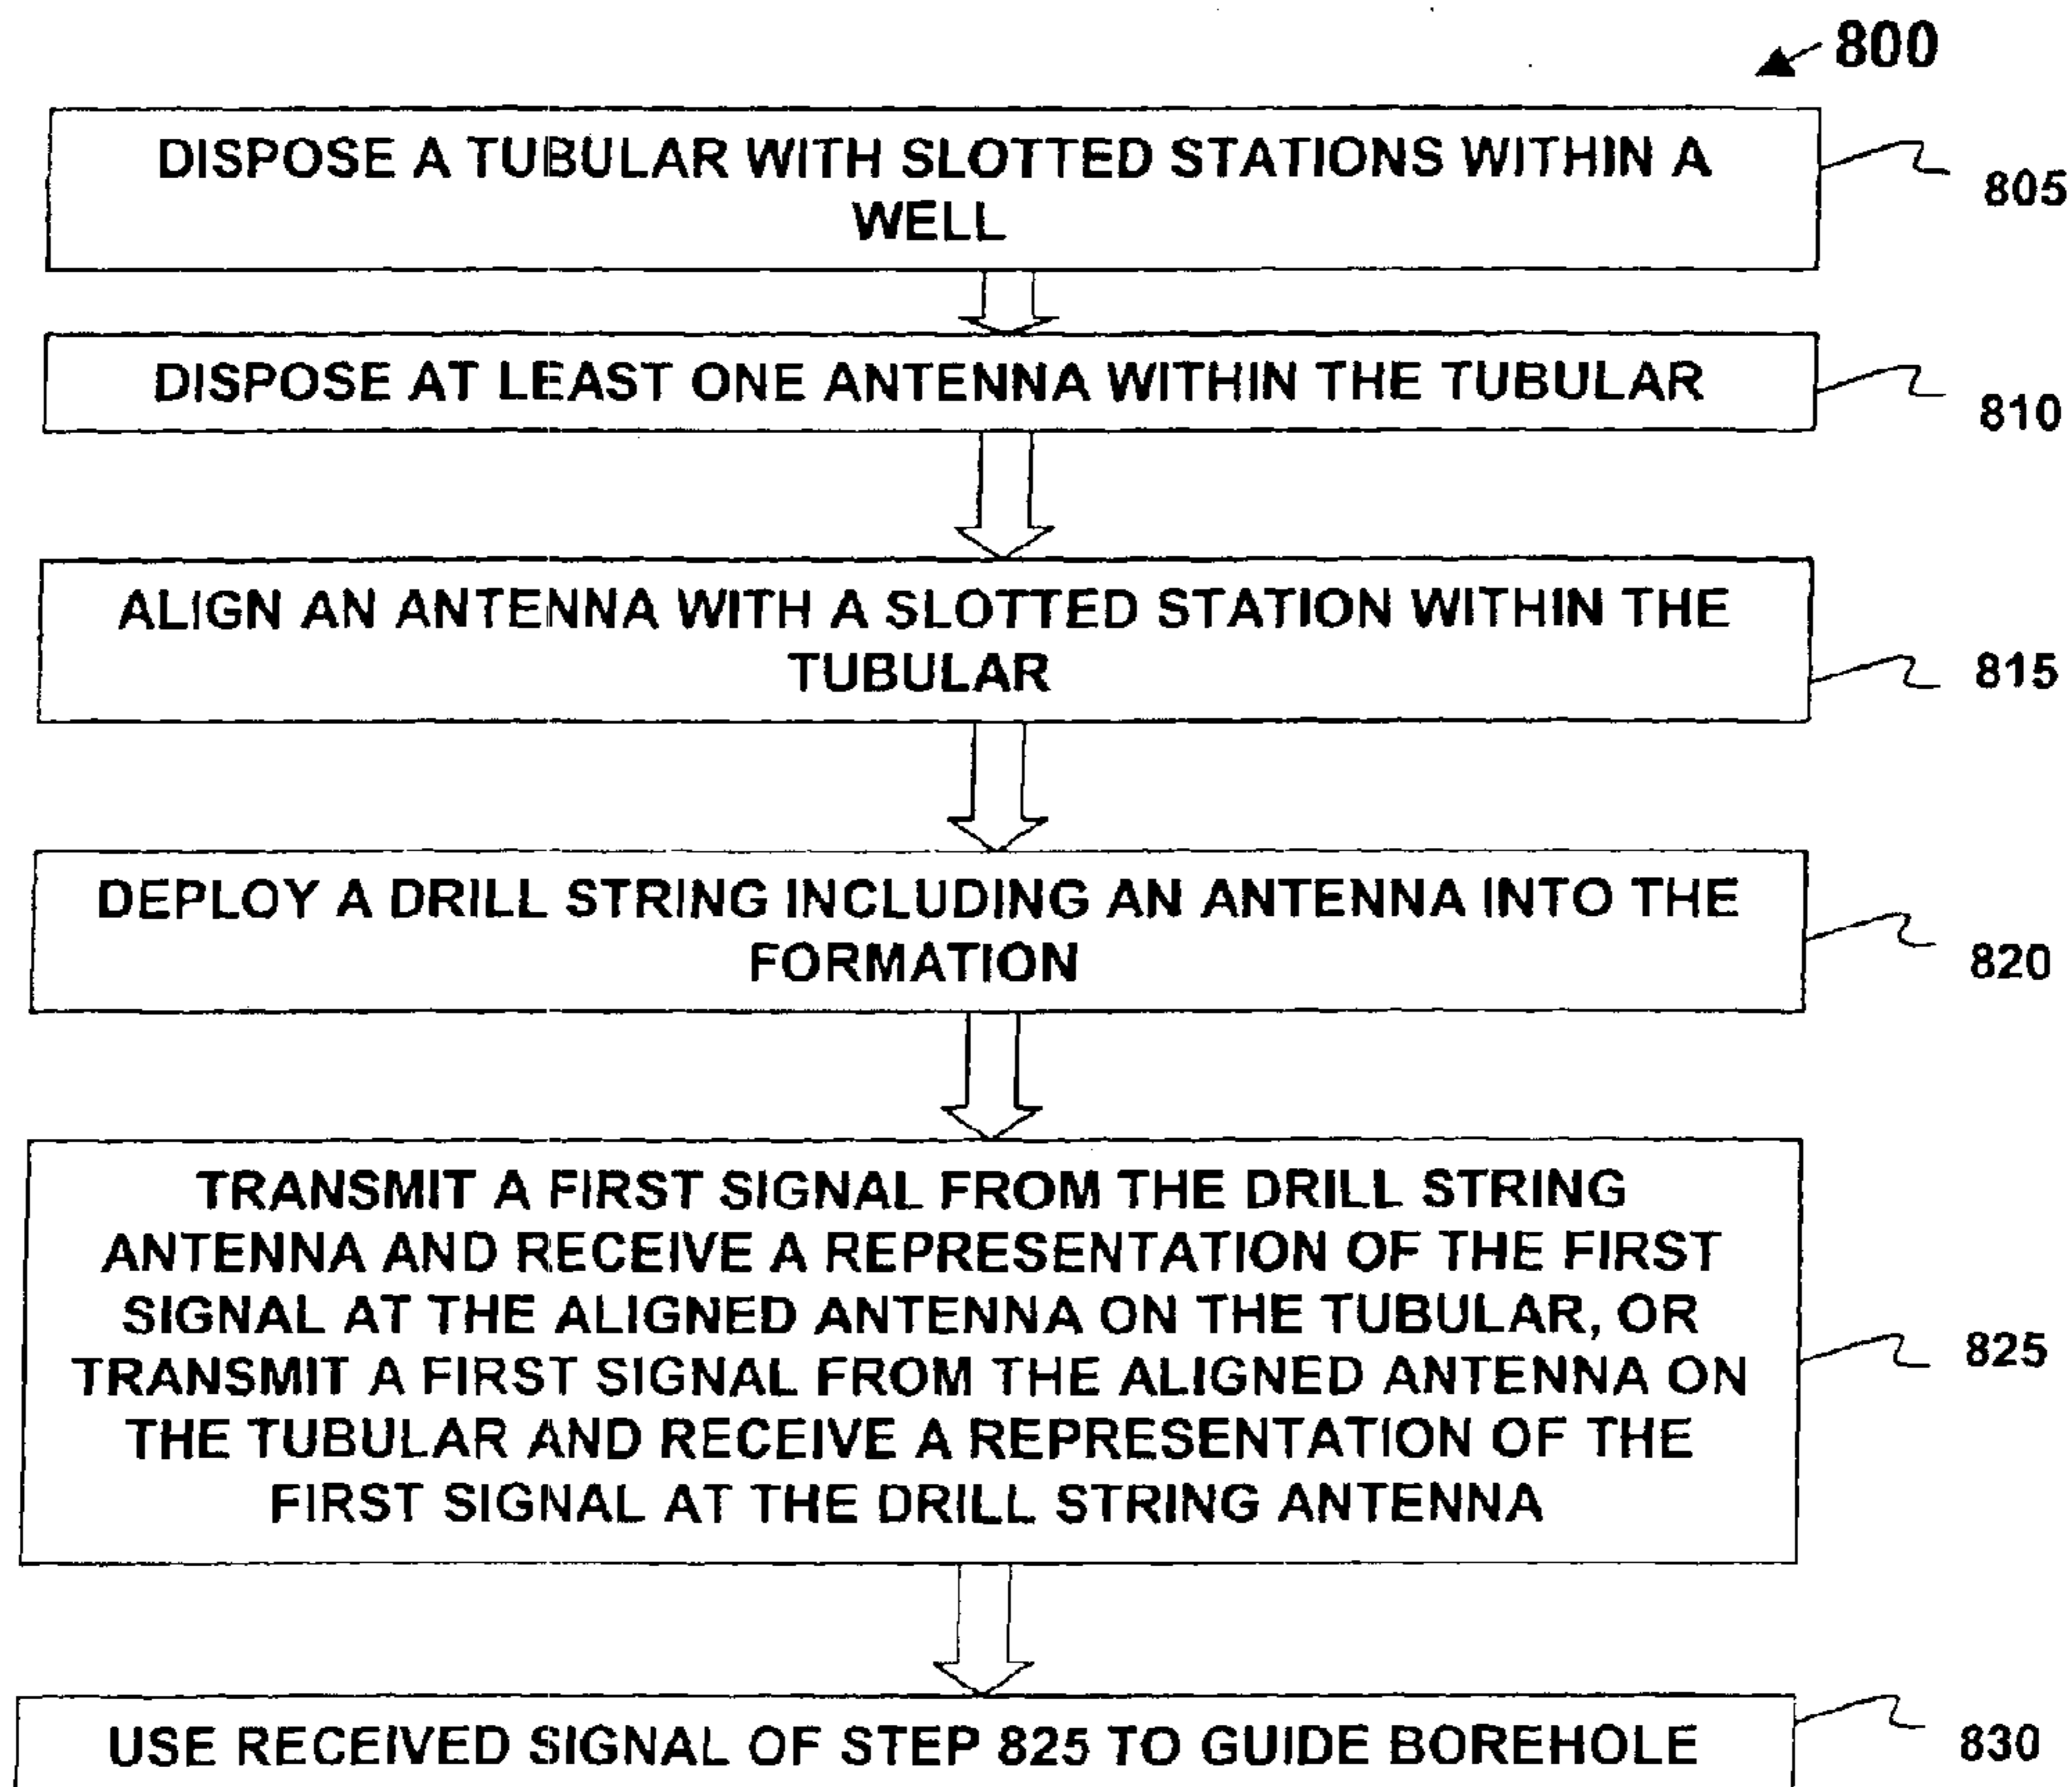 800
DISPOSE A TUBULAR WITH SLOTTED STATIONS WITHIN A
WELL
805
DISPOSE AT LEAST ONE ANTENNA WITHIN THE TUBULAR
810
ALIGN AN ANTENNA WITH A SLOTTED STATION WITHIN THE
TUBULAR
815
DEPLOY A DRILL STRING INCLUDING AN ANTENNA INTO THE
FORMATION
820
TRANSMIT A FIRST SIGNAL FROM THE DRILL STRING
ANTENNA AND RECEIVE A REPRESENTATION OF THE FIRST
SIGNAL AT THE ALIGNED ANTENNA ON THE TUBULAR, OR
TRANSMIT A FIRST SIGNAL FROM THE ALIGNED ANTENNA ON
THE TUBULAR AND RECEIVE A REPRESENTATION OF THE
FIRST SIGNAL AT THE DRILL STRING ANTENNA
825
USE RECEIVED SIGNAL OF STEP 825 TO GUIDE BOREHOLE
830